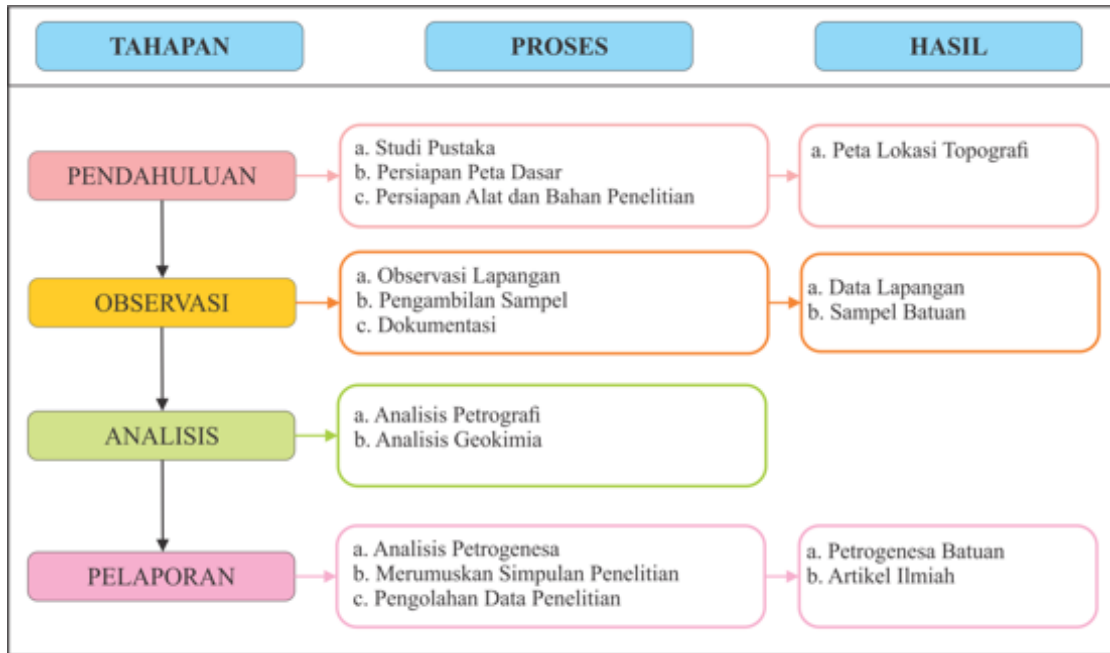 TAHAPAN
PROSES
HASIL
PENDAHULUAN
a. Studi Pustaka
b. Persiapan Peta Dasar
c. Persiapan Alat dan Bahan Penelitian
a. Peta Lokasi Topografi
OBSERVASI
a. Observasi Lapangan
b. Pengambilan Sampel
c. Dokumentasi
a. Data Lapangan
b. Sampel Batuan
ANALISIS
a. Analisis Petrografi
b. Analisis Geokimia
PELAPORAN
a. Analisis Petrogenesa
b. Merumuskan Simpulan Penelitian
c. Pengolahan Data Penelitian
a. Petrogenesa Batuan
b. Artikel Ilmiah